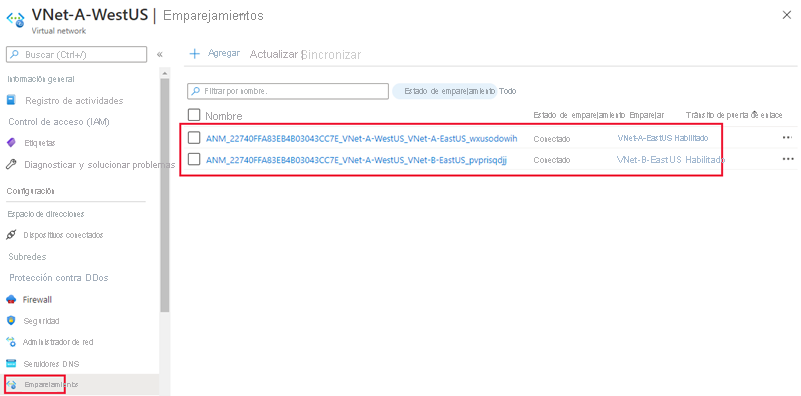 VNet-A-WestUS | Emparejamientos
Virtual network
Buscar (Ctrl+/)
«
Información general
Registro de actividades
Control de acceso (IAM)
Etiquetas
Diagnosticar y solucionar problemas
Configuración
Espacio de direcciones
Dispositivos conectados
Subredes
Protección contra DDos
Firewall
Seguridad
Administrador de red
Servidores DNS
Emparejamientos
+ Agregar Actualizar Sincronizar
Filtrar por nombre.
Estado de emparejamiento Todo
Nombre Estado de emparejamiento Emparejar Tránsito de puerta de enlace
ANM_22740FFA83EB4B03043CC7E_VNet-A-WestUS_VNet-A-EastUS_wxusodowih Conectado VNet-A-EastUS Habilitado ...
ANM_22740FFA83EB4B03043CC7E_VNet-A-WestUS_VNet-B-EastUS_pvprisqdjj Conectado VNet-B-EastUS Habilitado ...